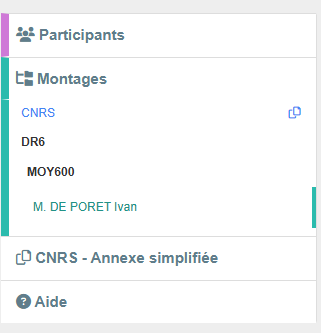 Participants
Montages
CNRS
DR6
MOY600
M. DE PORET Ivan
CNRS - Annexe simplifiée
Aide